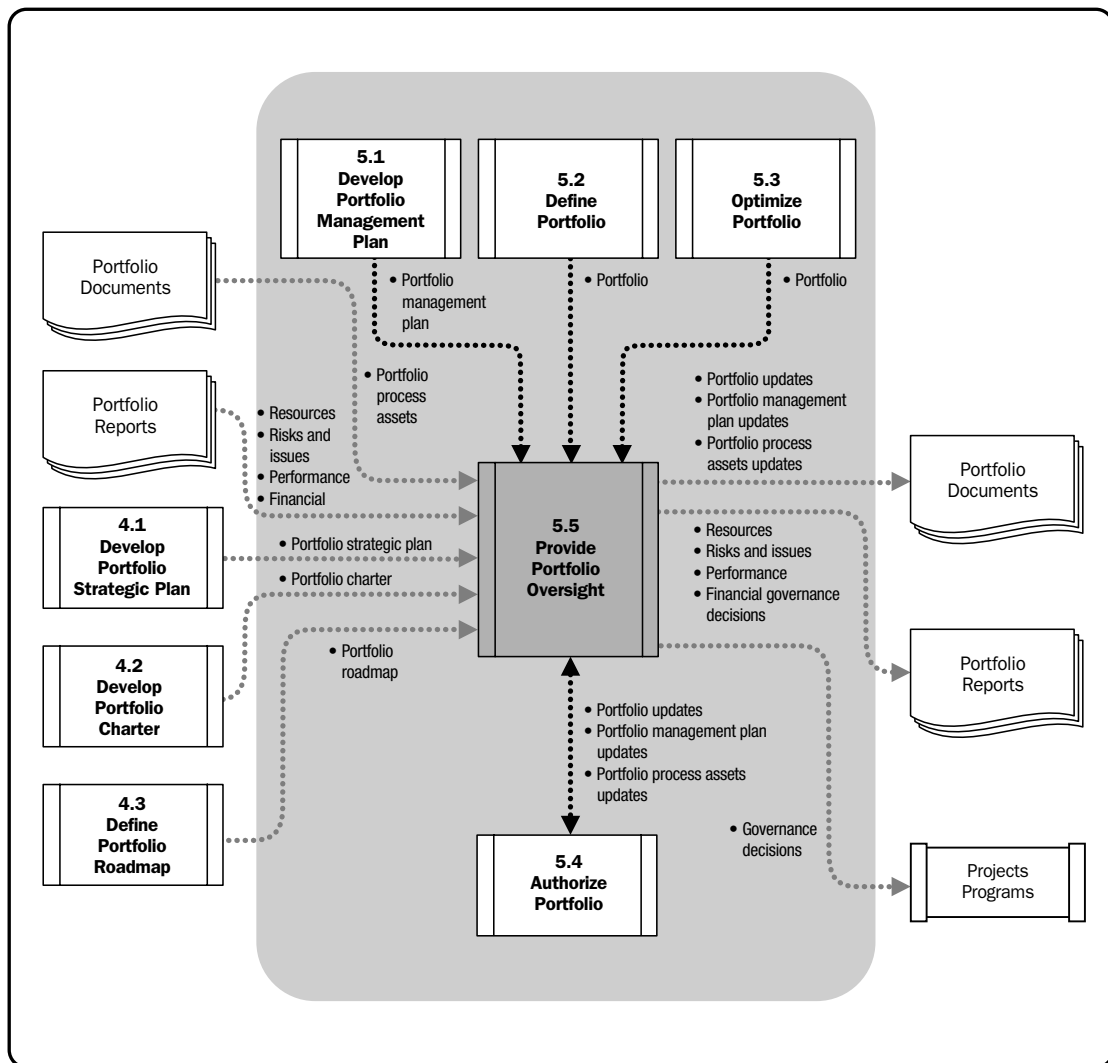 5.1
Develop
Portfolio
Management
Plan
5.2
Define
Portfolio
5.3
Optimize
Portfolio
Portfolio
Documents
• Portfolio
management
plan
• Portfolio
• Portfolio
• Portfolio
process
assets
Portfolio
Reports
• Resources
• Risks and
issues
• Performance
• Financial
• Portfolio updates
• Portfolio management
plan updates
• Portfolio process
assets updates
Portfolio
Documents
4.1
Develop
Portfolio
Strategic Plan
• Portfolio strategic plan
• Portfolio charter
5.5
Provide
Portfolio
Oversight
• Resources
• Risks and issues
• Performance
• Financial governance
decisions
4.2
Develop
Portfolio
Charter
• Portfolio
roadmap
Portfolio
Reports
• Portfolio updates
• Portfolio management plan
updates
• Portfolio process assets
updates
4.3
Define
Portfolio
Roadmap
• Governance
decisions
5.4
Authorize
Portfolio
Projects
Programs